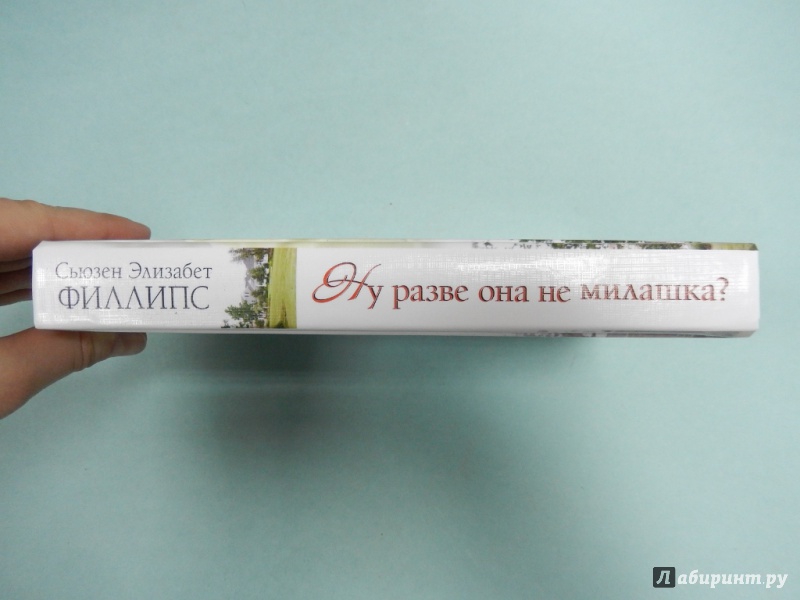 Сьюзен Элизабет
ФИЛЛИПС
Ну разве она не милашка?
Лабиринт.ру